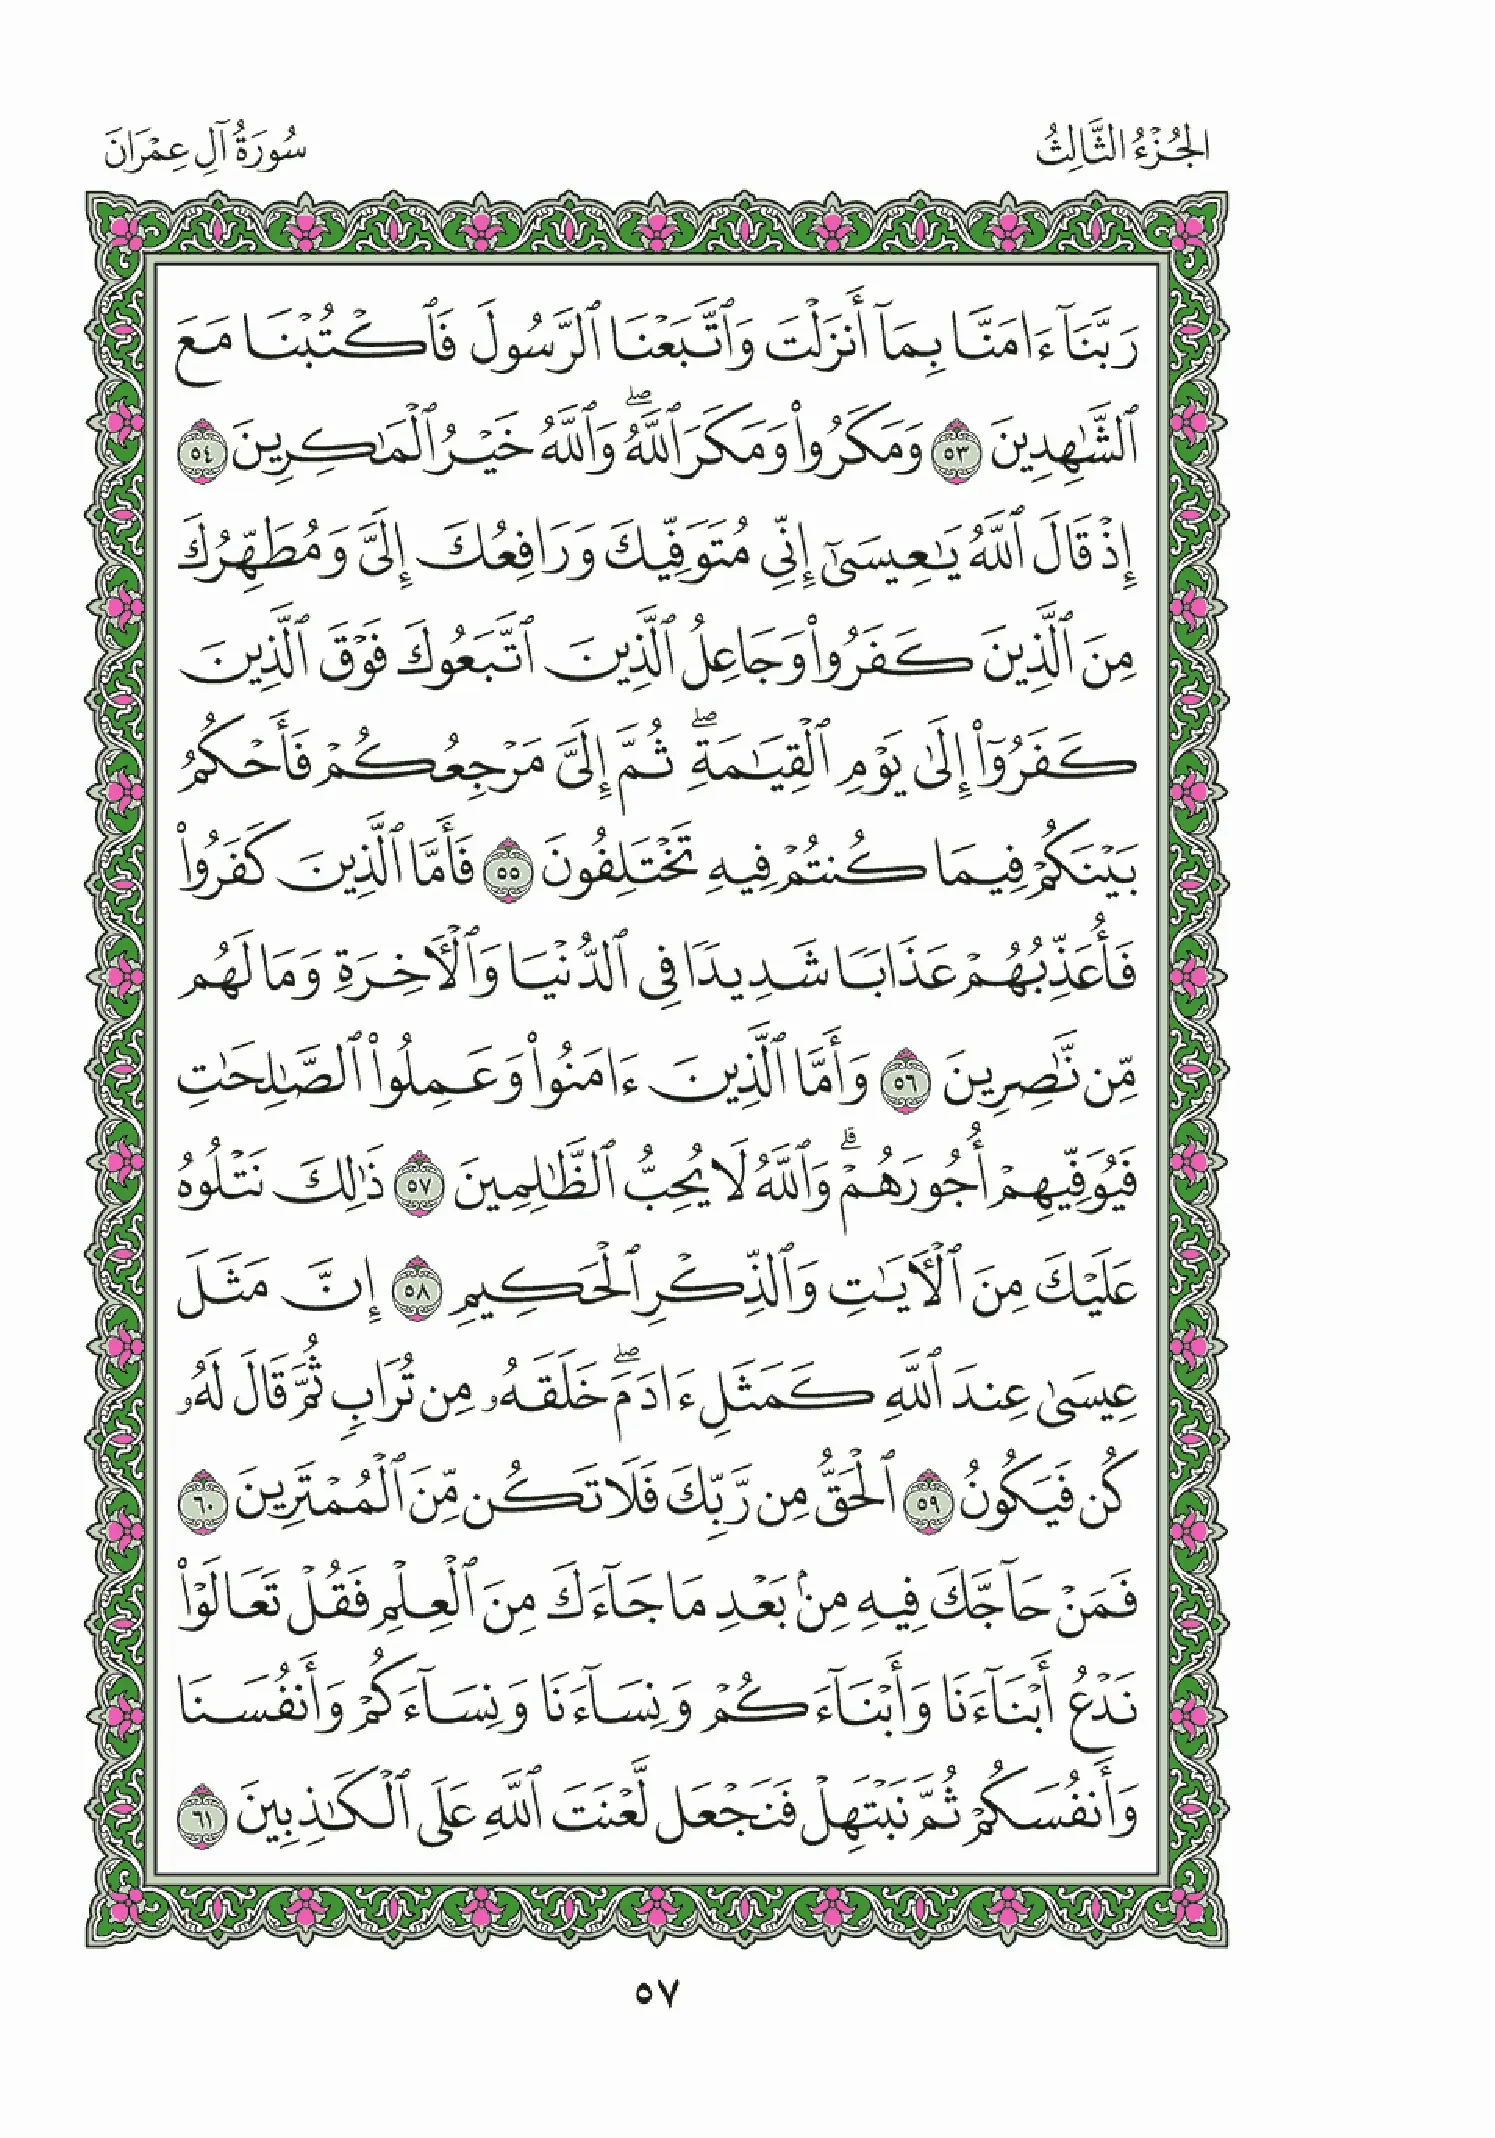 الجُزْءُ الثَّالِثُ
سُورَةُ آلِ عِمْرَانَ
رَبَّنَآ ءَامَنَّا بِمَآ أَنزَلْتَ وَٱتَّبَعْنَا ٱلرَّسُولَ فَٱكْتُبْنَا مَعَ
ٱلشَّٰهِدِينَ ٥٣ وَمَكَرُوا۟ وَمَكَرَ ٱللَّهُ ۖ وَٱللَّهُ خَيْرُ ٱلْمَٰكِرِينَ ٥٤
إِذْ قَالَ ٱللَّهُ يَٰعِيسَىٰٓ إِنِّى مُتَوَفِّيكَ وَرَافِعُكَ إِلَىَّ وَمُطَهِّرُكَ
مِنَ ٱلَّذِينَ كَفَرُوا۟ وَجَاعِلُ ٱلَّذِينَ ٱتَّبَعُوكَ فَوْقَ ٱلَّذِينَ
كَفَرُوٓا۟ إِلَىٰ يَوْمِ ٱلْقِيَٰمَةِ ۖ ثُمَّ إِلَىَّ مَرْجِعُكُمْ فَأَحْكُمُ
بَيْنَكُمْ فِيمَا كُنتُمْ فِيهِ تَخْتَلِفُونَ ٥٥ فَأَمَّا ٱلَّذِينَ كَفَرُوا۟
فَأُعَذِّبُهُمْ عَذَابًا شَدِيدًا فِى ٱلدُّنْيَا وَٱلْأَخِرَةِ وَمَا لَهُم
مِّن نَّٰصِرِينَ ٥٦ وَأَمَّا ٱلَّذِينَ ءَامَنُوا۟ وَعَمِلُوا۟ ٱلصَّٰلِحَٰتِ
فَيُوَفِّيهِمْ أُجُورَهُمْ ۗ وَٱللَّهُ لَا يُحِبُّ ٱلظَّٰلِمِينَ ٥٧ ذَٰلِكَ نَتْلُوهُ
عَلَيْكَ مِنَ ٱلْأَيَٰتِ وَٱلذِّكْرِ ٱلْحَكِيمِ ٥٨ إِنَّ مَثَلَ
عِيسَىٰ عِندَ ٱللَّهِ كَمَثَلِ ءَادَمَ ۖ خَلَقَهُۥ مِن تُرَابٍ ثُمَّ قَالَ لَهُۥ
كُن فَيَكُونُ ٥٩ ٱلْحَقُّ مِن رَّبِّكَ فَلَا تَكُن مِّنَ ٱلْمُمْتَرِينَ ٦٠
فَمَنْ حَآجَّكَ فِيهِ مِنۢ بَعْدِ مَا جَآءَكَ مِنَ ٱلْعِلْمِ فَقُلْ تَعَالَوْا۟
نَدْعُ أَبْنَآءَنَا وَأَبْنَآءَكُمْ وَنِسَآءَنَا وَنِسَآءَكُمْ وَأَنفُسَنَا
وَأَنفُسَكُمْ ثُمَّ نَبْتَهِلْ فَنَجْعَل لَّعْنَتَ ٱللَّهِ عَلَى ٱلْكَٰذِبِينَ ٦١
٥٧